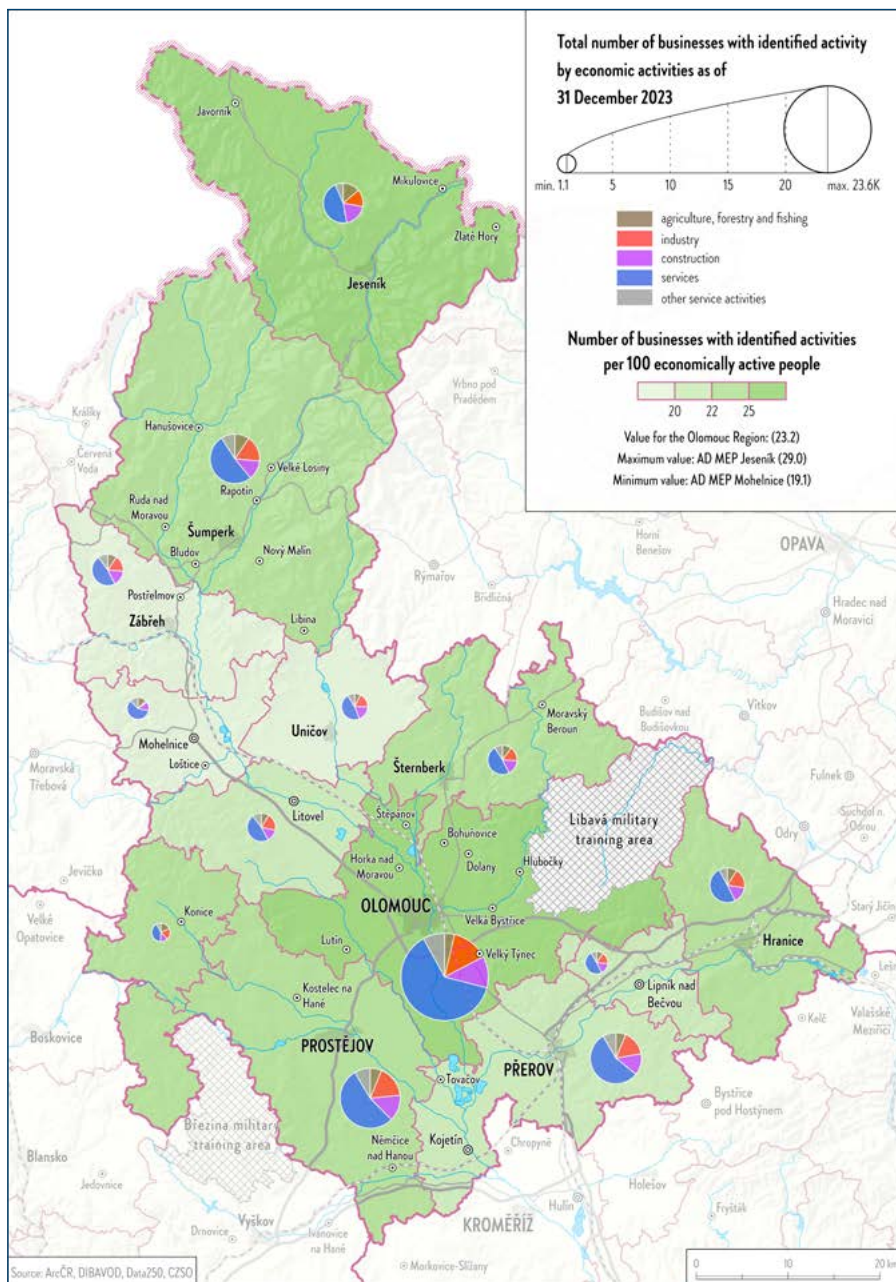 Total number of businesses with identified activity
by economic activities as of
31 December 2023
min. 1.1 5 10 15 20 max. 23.6K
agriculture, forestry and fishing
industry
construction
services
other service activities
Number of businesses with identified activities
per 100 economically active people
20 22 25
Value for the Olomouc Region: (23.2)
Maximum value: AD MEP Jeseník (29.0)
Minimum value: AD MEP Mohelnice (19.1)
Javorník
Mikulovice
Zlaté Hory
Jeseník
Vrbno pod
Pradědem
Králíky
Hanušovice
Červená
Voda
Velké Losiny
Rapotín
Ruda nad
Moravou
Šumperk
Bludov
Nový Malín
Horní
Benešov
OPAVA
Rýmařov
Břidličná
Postřelmov
Zábřeh
Hradec nad
Moravicí
Libina
Uničov
Moravský
Beroun
Budišov nad
Budišovkou
Vítkov
Mohelnice
Loštice
Moravská
Třebová
Šternberk
Fulnek
Litovel
Štěpánov
Libavá military
training area
Suchdol n.
Odrou
Odry
Bohuňovice
Dolany
Hlubočky
Horka nad
Moravou
Jevíčko
OLOMOUC
Velká Bystřice
Starý Jičín
Velké
Opatovice
Konice
Lutín
Velký Týnec
Hranice
Kostelec na
Hané
Lipník nad
Bečvou
Valašské
Meziříčí
Kelč
Boskovice
PROSTĚJOV
PŘEROV
Tovačov
Bystřice
pod Hostýnem
Březina military
training area
Němčice
nad Hanou
Kojetín
Chropyně
Blansko
Jedovnice
Holešov
Hulín
Fryšták
Vyškov
Drnovice
Ivanovice
na Hané
KROMĚŘÍŽ
Morkovice-Slížany
Source: ArcČR, DIBAVOD, Data250, CZSO
0 10 20